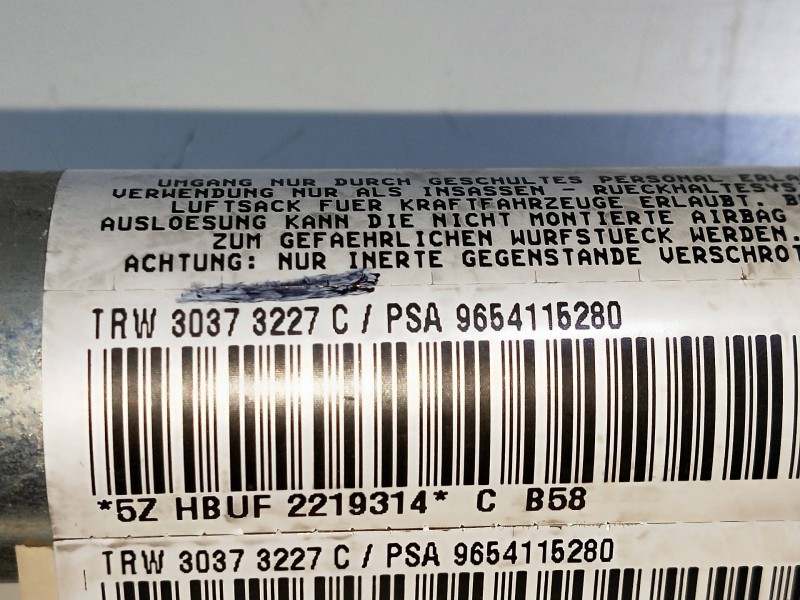 UMGANG NUR DURCH GESCHULTES PERSONAL ERLA
VERWENDUNG NUR ALS INSASSEN - RUECKHALTESYS
LUFTSACK FUER KRAFTFAHRZEUGE ERLAUBT. B
AUSLOESUNG KANN DIE NICHT MONTIERTE AIRBAG
ZUM GEFAEHRLICHEN WURFSTUECK WERDEN.
ACHTUNG: NUR INERTE GEGENSTANDE VERSCHROT
TRW 3037 3227 C / PSA 9654115280
*5Z HBUF 2219314* C B58
TRW 3037 3227 C / PSA 9654115280